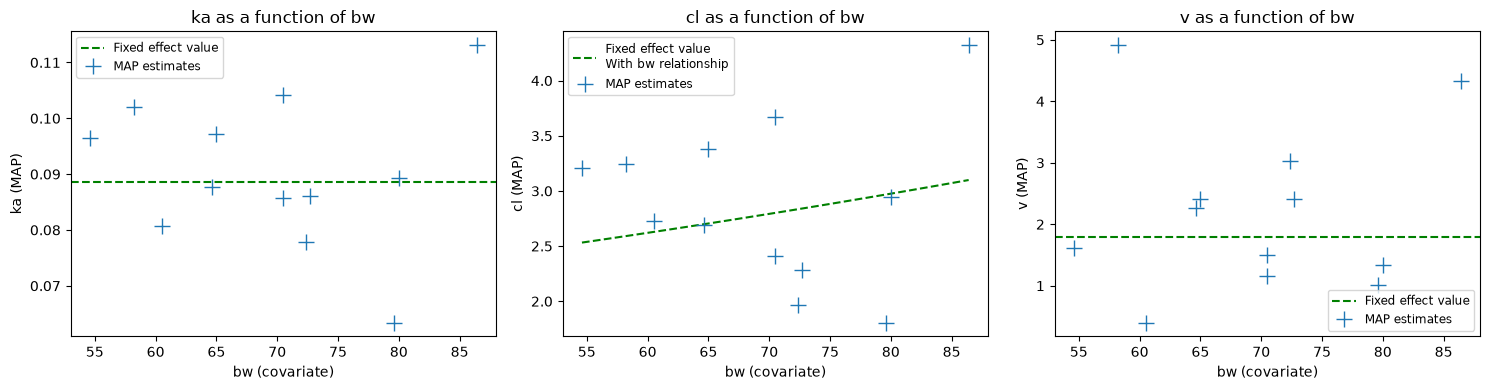 ka as a function of bw
Fixed effect value
MAP estimates
0.11
0.10
0.09
0.08
0.07
ka (MAP)
55 60 65 70 75 80 85
bw (covariate)
cl as a function of bw
Fixed effect value
With bw relationship
MAP estimates
4.0
3.5
3.0
2.5
2.0
cl (MAP)
55 60 65 70 75 80 85
bw (covariate)
v as a function of bw
5
4
3
2
1
v (MAP)
Fixed effect value
MAP estimates
55 60 65 70 75 80 85
bw (covariate)